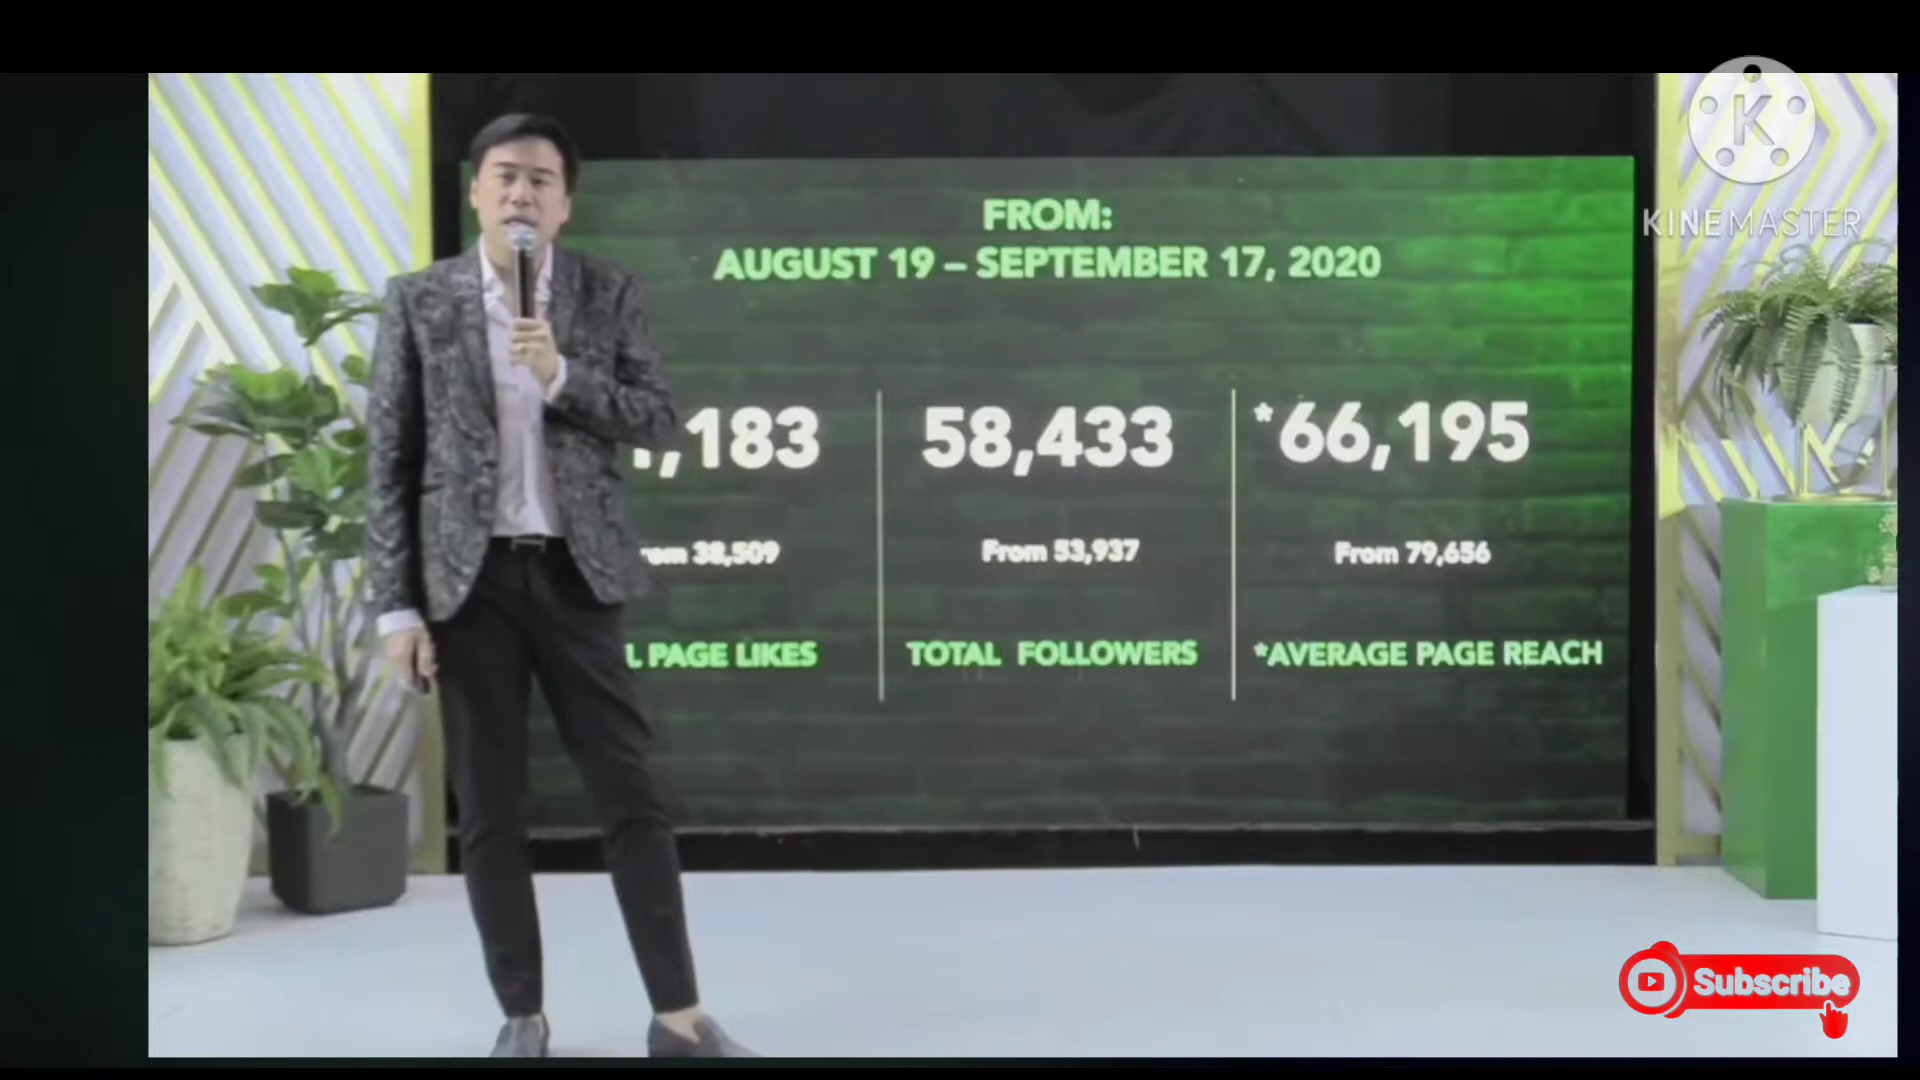 K
KINEMASTER
FROM:
AUGUST 19 – SEPTEMBER 17, 2020
,183
58,433
*66,195
38,509
From 53,937
From 79,656
PAGE LIKES
TOTAL FOLLOWERS
*AVERAGE PAGE REACH
Subscribe